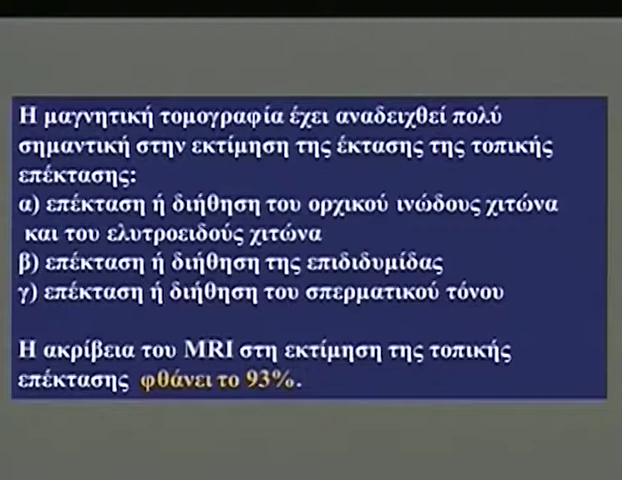 Η μαγνητική τομογραφία έχει αναδειχθεί πολύ
σημαντική στην εκτίμηση της έκτασης της τοπικής
επέκτασης:
α) επέκταση ή διήθηση του ορχικού ινώδους χιτώνα
και του ελυτροειδούς χιτώνα
β) επέκταση ή διήθηση της επιδιδυμίδας
γ) επέκταση ή διήθηση του σπερματικού τόνου
Η ακρίβεια του MRI στη εκτίμηση της τοπικής
επέκτασης φθάνει το 93%.